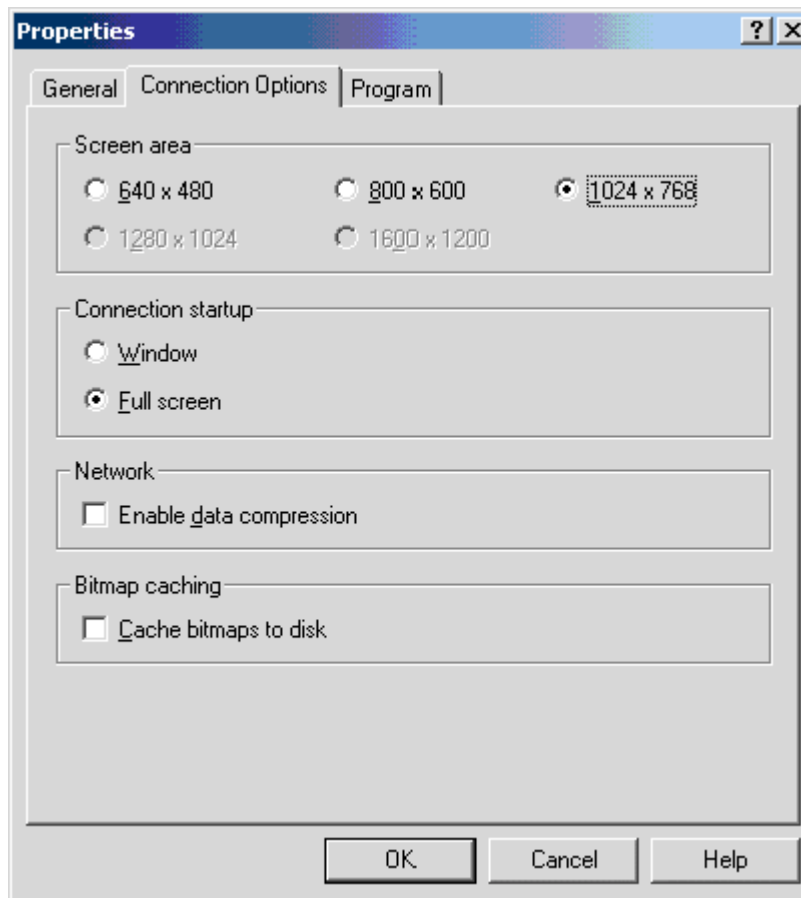 Properties
General Connection Options Program
Screen area
640 x 480 800 x 600 1024 x 768
1280 x 1024 1600 x 1200
Connection startup
Window
Full screen
Network
Enable data compression
Bitmap caching
Cache bitmaps to disk
OK Cancel Help